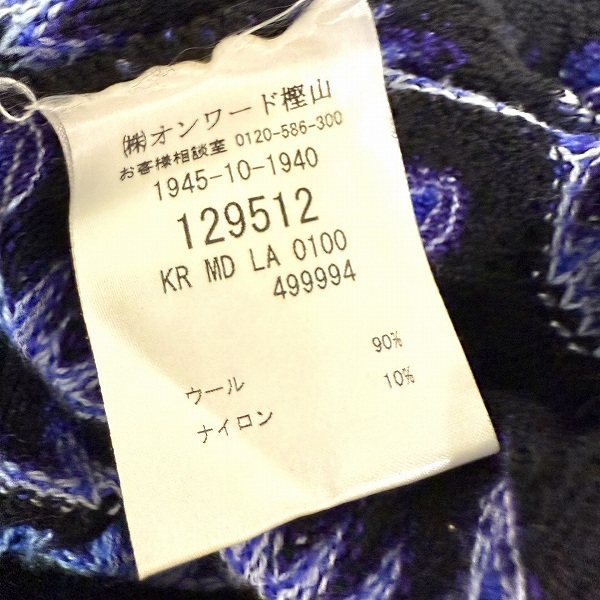 ㈱オンワード樫山
お客様相談室 0120-586-300
1945-10-1940
129512
KR MD LA 0100
499994
ウール 90%
ナイロン 10%